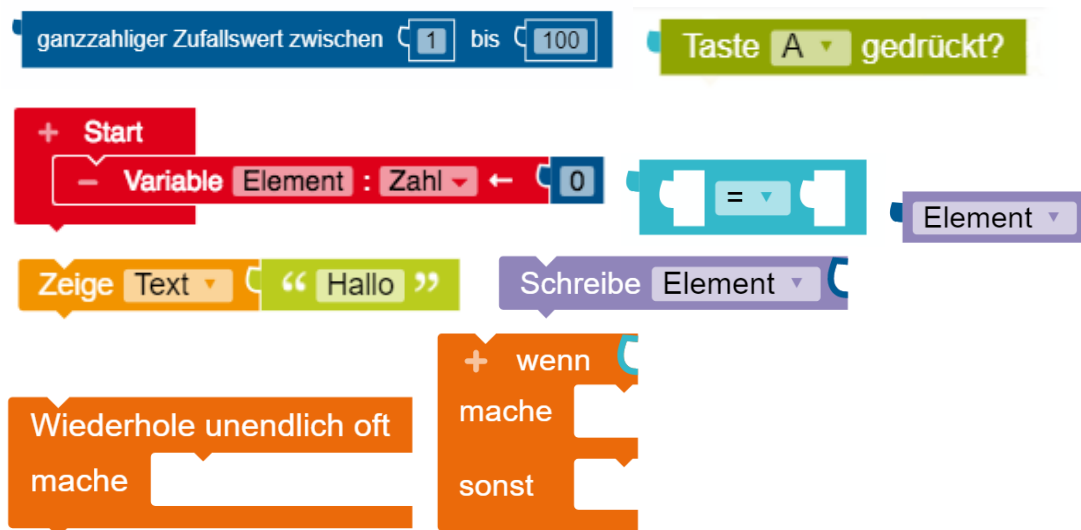 ganzzahliger Zufallswert zwischen 1 bis 100
Taste A gedrückt?
+ Start
– Variable Element : Zahl ← 0
=
Element
Zeige Text “ Hallo ”
Schreibe Element
+ wenn
mache
sonst
Wiederhole unendlich oft
mache